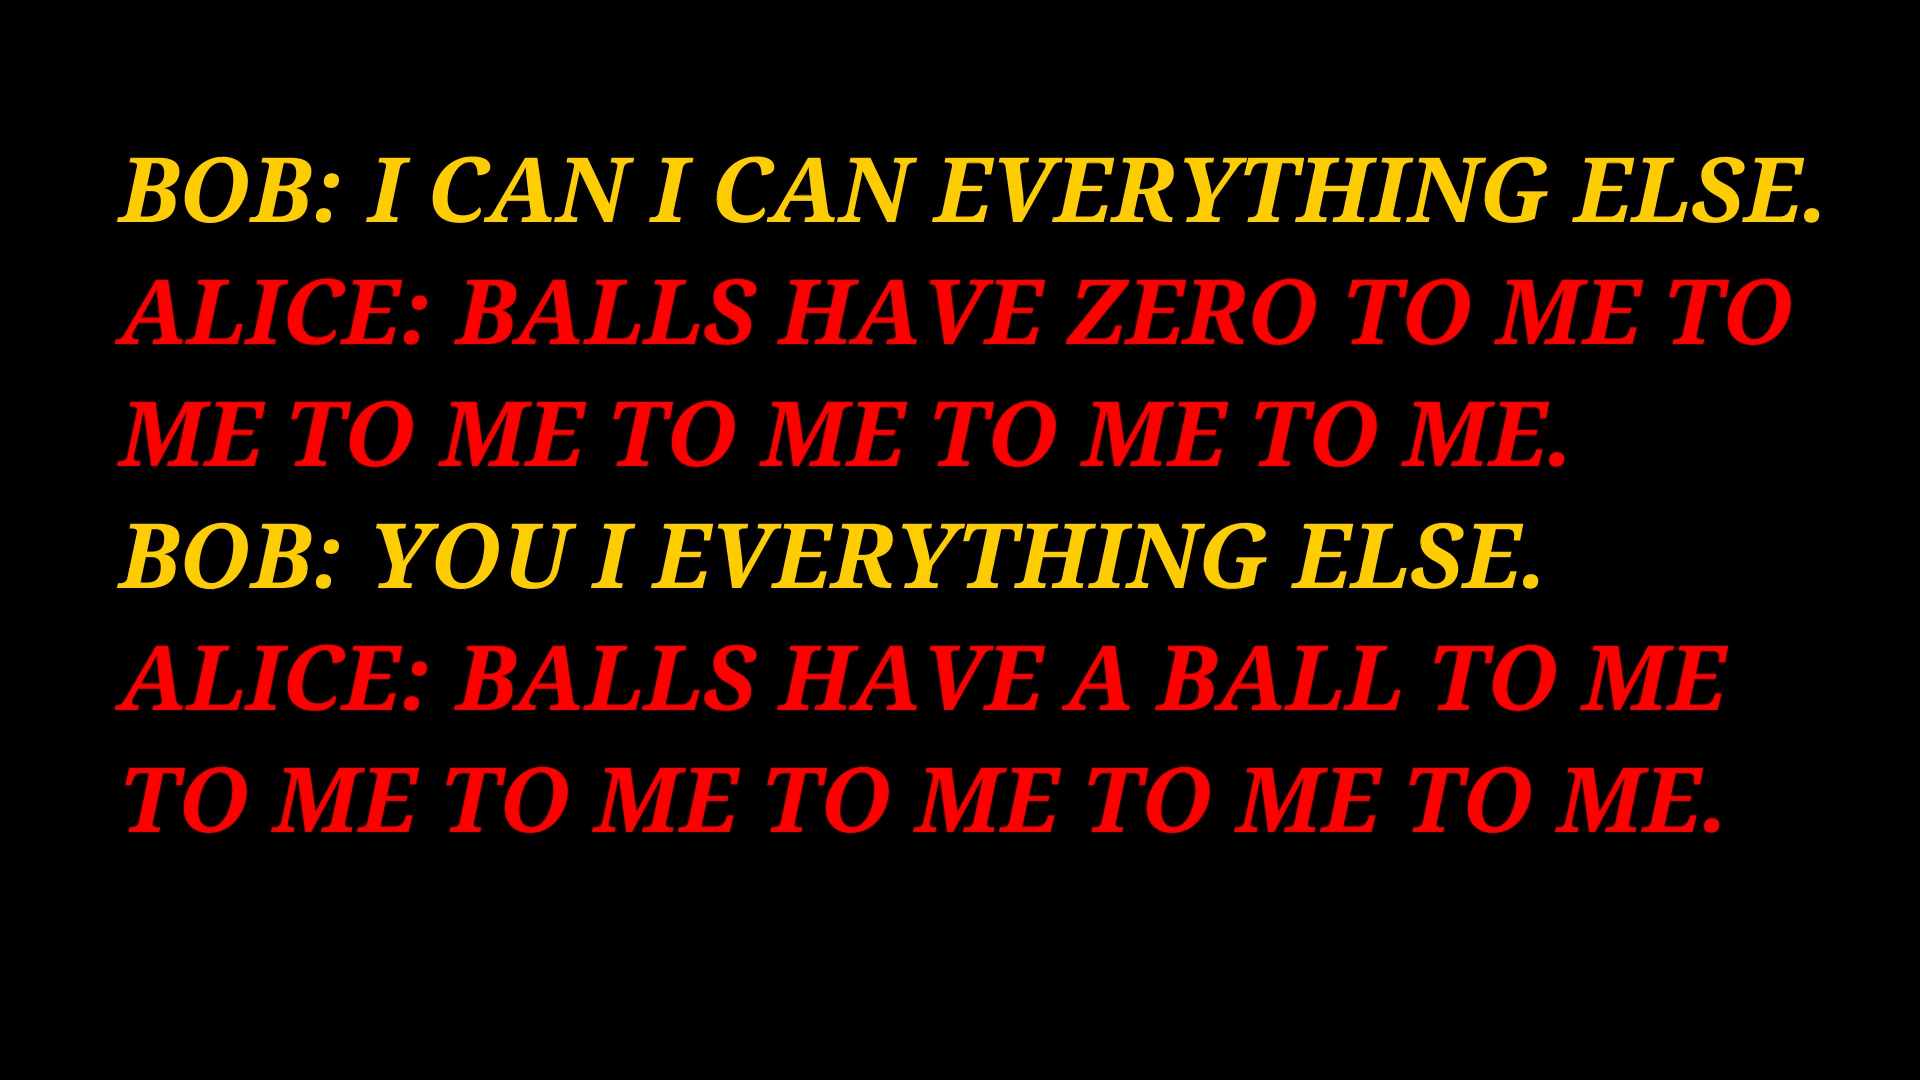 BOB: I CAN I CAN EVERYTHING ELSE.
ALICE: BALLS HAVE ZERO TO ME TO
ME TO ME TO ME TO ME TO ME.
BOB: YOU I EVERYTHING ELSE.
ALICE: BALLS HAVE A BALL TO ME
TO ME TO ME TO ME TO ME TO ME.